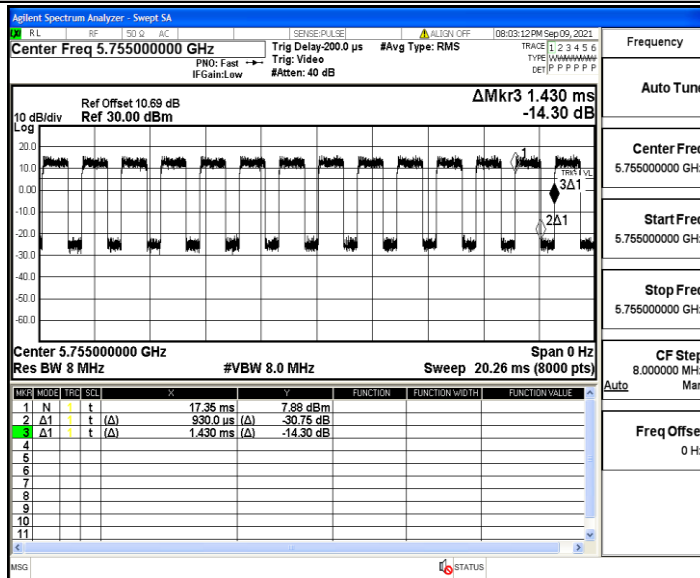 Agilent Spectrum Analyzer - Swept SA
RL RF 50 Ω AC SENSE:PULSE ALIGN OFF 08:03:12 PM Sep 09, 2021
Center Freq 5.755000000 GHz
PNO: Fast
IFGain:Low
Trig Delay-200.0 µs
Trig: Video
#Atten: 40 dB
#Avg Type: RMS
TRACE 1 2 3 4 5 6
TYPE
DET P P P P P P
Ref Offset 10.69 dB
10 dB/div Ref 30.00 dBm
Log
ΔMkr3 1.430 ms
-14.30 dB
20.0
10.0
0.00
-10.0
-20.0
-30.0
-40.0
-50.0
-60.0
1
3Δ1
2Δ1
Center 5.755000000 GHz Span 0 Hz
Res BW 8 MHz #VBW 8.0 MHz Sweep 20.26 ms (8000 pts)
MKR MODE TRC SCL X Y FUNCTION FUNCTION WIDTH FUNCTION VALUE
1 N 1 t 17.35 ms 7.88 dBm
2 Δ1 1 t (Δ) 930.0 µs (Δ) -30.75 dB
3 Δ1 1 t (Δ) 1.430 ms (Δ) -14.30 dB
4
5
6
7
8
9
10
11
MSG STATUS
Frequency
Auto Tune
Center Freq
5.755000000 GHz
Start Freq
5.755000000 GHz
Stop Freq
5.755000000 GHz
CF Step
8.000000 MHz
Auto Man
Freq Offset
0 Hz